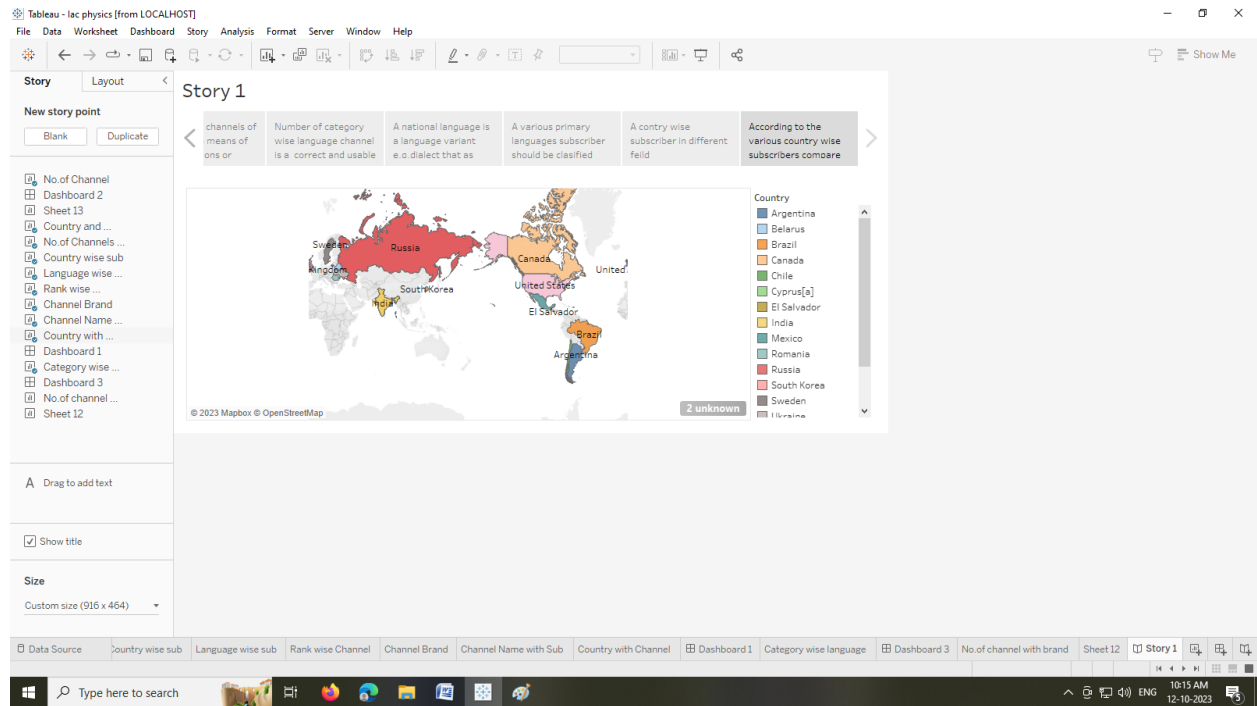 Tableau - lac physics [from LOCALHOST]
File Data Worksheet Dashboard Story Analysis Format Server Window Help
Show Me
Story Layout
New story point
Blank Duplicate
No.of Channel
Dashboard 2
Sheet 13
Country and ...
No.of Channels ...
Country wise sub
Language wise ...
Rank wise ...
Channel Brand
Channel Name ...
Country with ...
Dashboard 1
Category wise ...
Dashboard 3
No.of channel ...
Sheet 12
A Drag to add text
Show title
Size
Custom size (916 x 464)
Story 1
channels of
means of
ons or
Number of category
wise language channel
is a correct and usable
A national language is
a language variant
e.g.dialect that as
A various primary
languages subscriber
should be clasified
A contry wise
subscriber in different
feild
According to the
various country wise
subscribers compare
Sweden
Russia
Kingdom
South Korea
India
Canada
United
United States
El Salvador
Brazil
Argentina
© 2023 Mapbox © OpenStreetMap
2 unknown
Country
Argentina
Belarus
Brazil
Canada
Chile
Cyprus[a]
El Salvador
India
Mexico
Romania
Russia
South Korea
Sweden
Ukraine
Data Source Country wise sub Language wise sub Rank wise Channel Channel Brand Channel Name with Sub Country with Channel Dashboard 1 Category wise language Dashboard 3 No.of channel with brand Sheet 12 Story 1
Type here to search
ENG
10:15 AM
12-10-2023
5